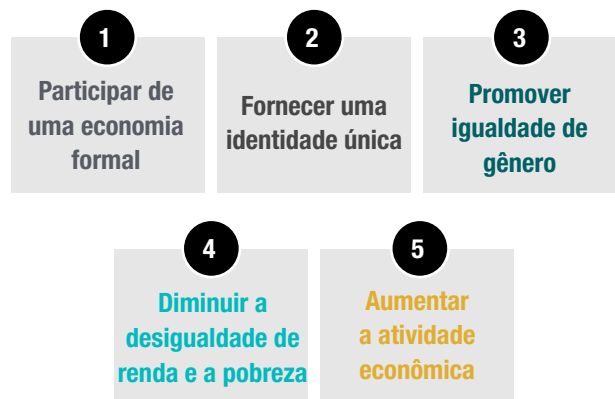 1
Participar de
uma economia
formal
2
Fornecer uma
identidade única
3
Promover
igualdade de
gênero
4
Diminuir a
desigualdade de
renda e a pobreza
5
Aumentar
a atividade
econômica